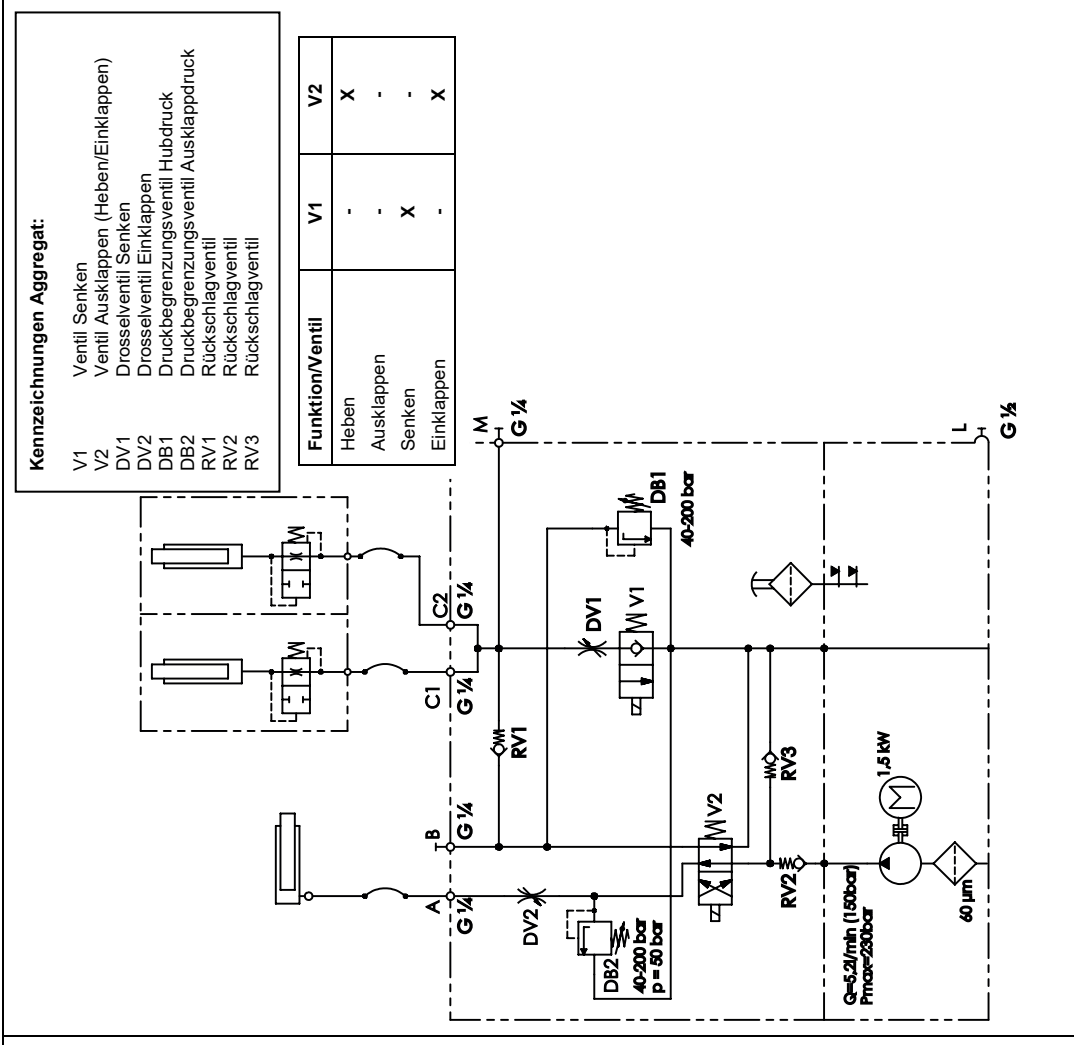 Kennzeichnungen Aggregat:
V1 Ventil Senken
V2 Ventil Ausklappen (Heben/Einklappen)
DV1 Drosselventil Senken
DV2 Drosselventil Einklappen
DB1 Druckbegrenzungsventil Hubdruck
DB2 Druckbegrenzungsventil Ausklappdruck
RV1 Rückschlagventil
RV2 Rückschlagventil
RV3 Rückschlagventil
Funktion/Ventil V1 V2
Heben - X
Ausklappen - -
Senken X -
Einklappen - X
A
G ¼
B
G ¼
C1
G ¼
C2
G ¼
M
G ¼
RV1
DV2
DB2
40-200 bar
p = 50 bar
DV1
V1
DB1
40-200 bar
V2
RV2
RV3
Q=5,2l/min (150bar)
Pmax=230bar
M
1,5 kW
60 µm
L
G ½